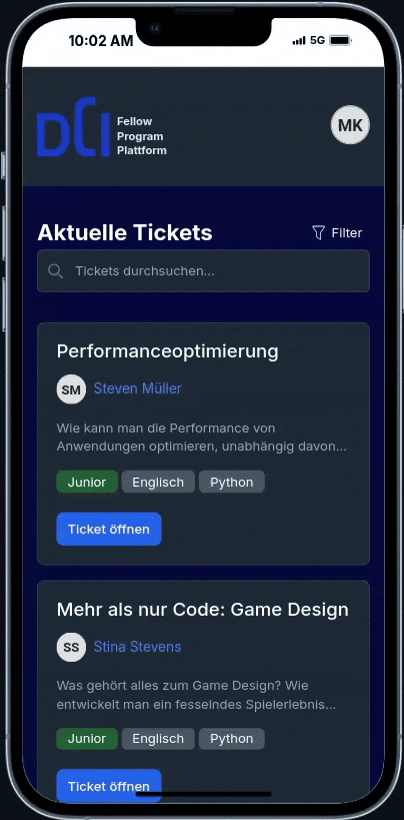 10:02 AM
5G
DCI
Fellow
Program
Plattform
MK
Aktuelle Tickets
Filter
Tickets durchsuchen...
Performanceoptimierung
SM
Steven Müller
Wie kann man die Performance von
Anwendungen optimieren, unabhängig davon...
Junior
Englisch
Python
Ticket öffnen
Mehr als nur Code: Game Design
SS
Stina Stevens
Was gehört alles zum Game Design? Wie
entwickelt man ein fesselndes Spielerlebnis...
Junior
Englisch
Python
Ticket öffnen